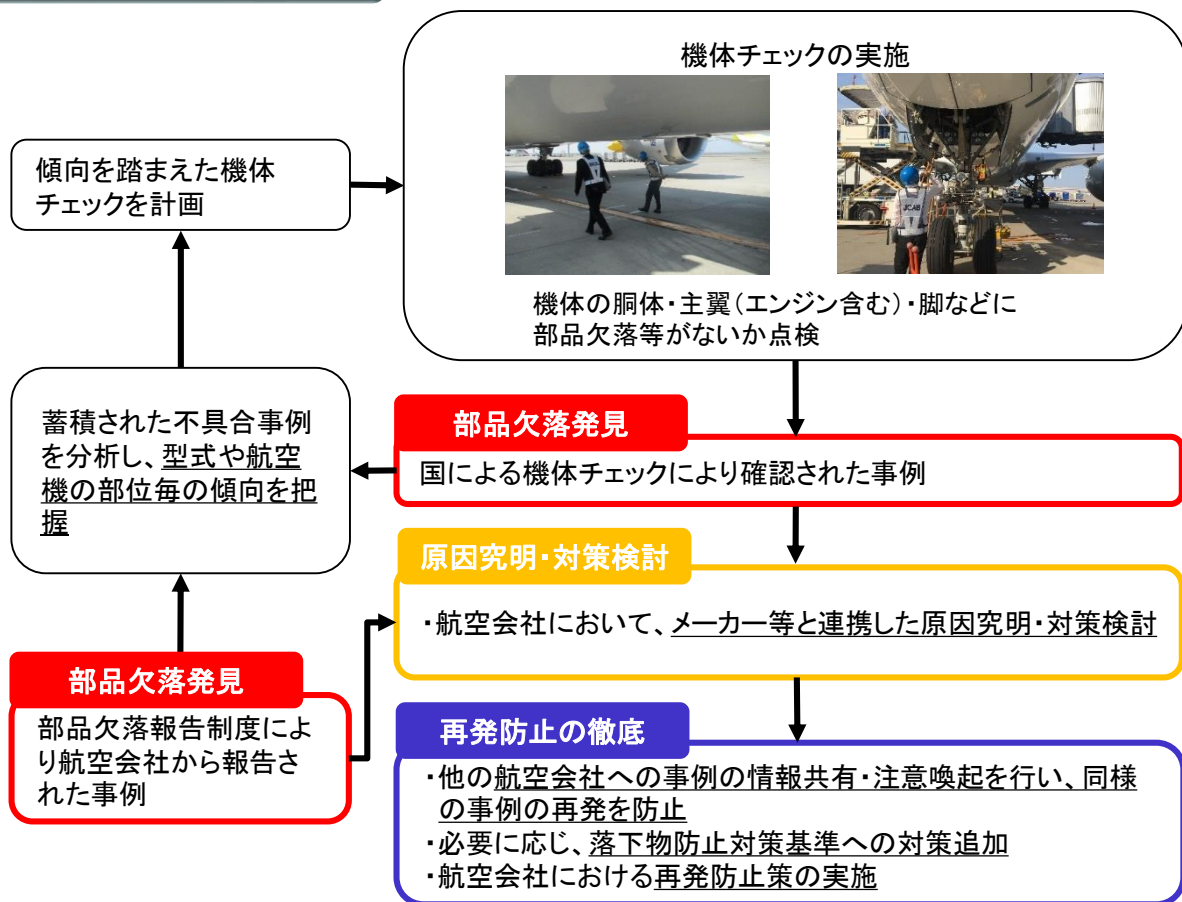 機体チェックの実施
JCAB
機体の胴体・主翼（エンジン含む）・脚などに
部品欠落等がないか点検
傾向を踏まえた機体
チェックを計画
蓄積された不具合事例
を分析し、型式や航空
機の部位毎の傾向を把
握
部品欠落発見
国による機体チェックにより確認された事例
原因究明・対策検討
・航空会社において、メーカー等と連携した原因究明・対策検討
部品欠落発見
部品欠落報告制度によ
り航空会社から報告さ
れた事例
再発防止の徹底
・他の航空会社への事例の情報共有・注意喚起を行い、同様
の事例の再発を防止
・必要に応じ、落下物防止対策基準への対策追加
・航空会社における再発防止策の実施